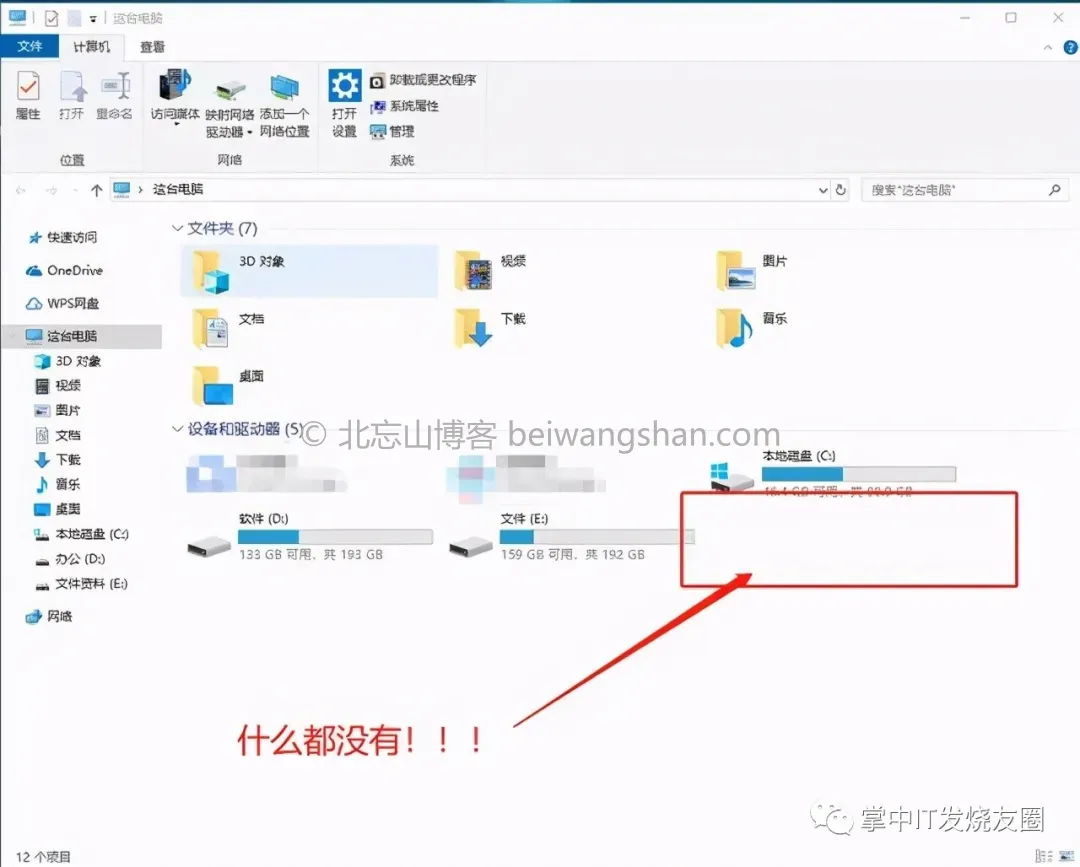 这台电脑
文件 计算机 查看
属性 打开 重命名 访问媒体 映射网络驱动器 添加一个网络位置 打开设置 卸载或更改程序
系统属性
管理
位置 网络 系统
这台电脑 搜索"这台电脑"
快速访问
OneDrive
WPS网盘
这台电脑
3D 对象
视频
图片
文档
下载
音乐
桌面
本地磁盘 (C:)
办公 (D:)
文件资料 (E:)
网络
文件夹 (7)
3D 对象 视频 图片
文档 下载 音乐
桌面
设备和驱动器 (5)
© 北忘山博客 beiwangshan.com
本地磁盘 (C:)
软件 (D:) 文件 (E:)
133 GB 可用，共 193 GB 159 GB 可用，共 192 GB
什么都没有！！！
掌中IT发烧友圈
12 个项目